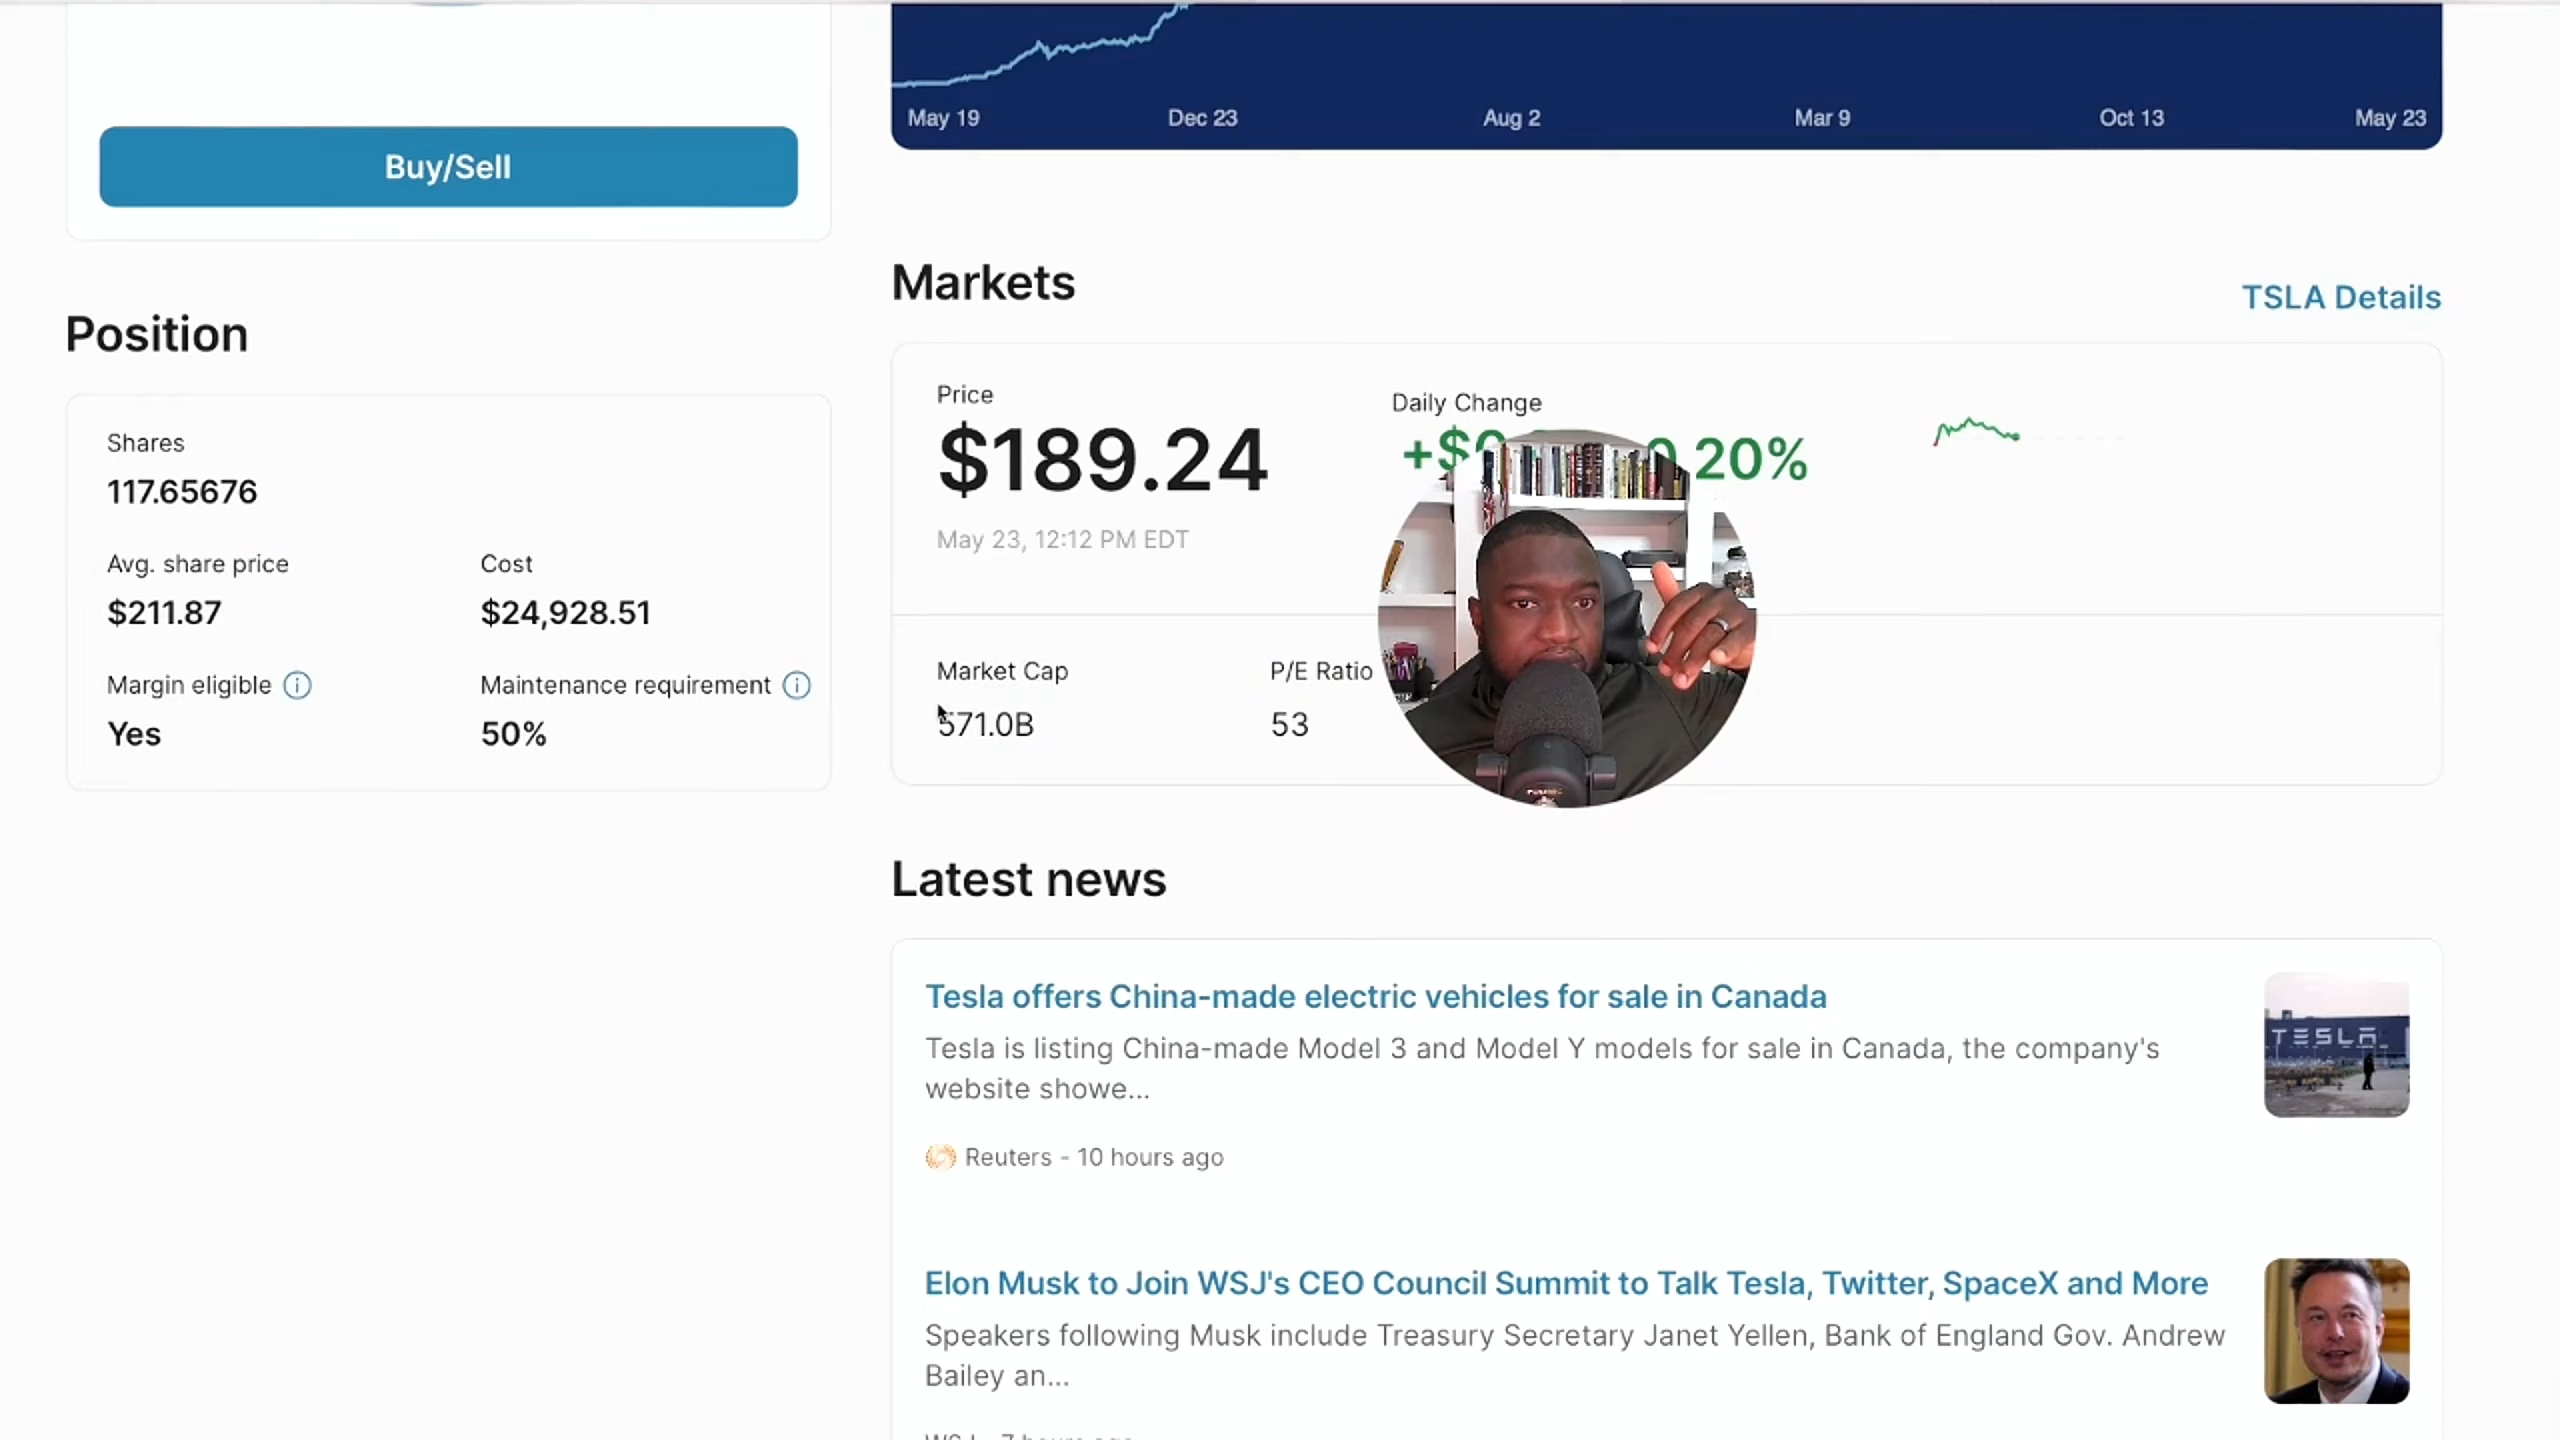 May 19
Dec 23
Aug 2
Mar 9
Oct 13
May 23
Buy/Sell
Position
Shares
117.65676
Avg. share price
Cost
$211.87
$24,928.51
Margin eligible
Maintenance requirement
Yes
50%
Markets
TSLA Details
Price
Daily Change
$189.24
20%
May 23, 12:12 PM EDT
Market Cap
P/E Ratio
571.0B
53
Latest news
Tesla offers China-made electric vehicles for sale in Canada
Tesla is listing China-made Model 3 and Model Y models for sale in Canada, the company's
website showe...
TESLA
Reuters - 10 hours ago
Elon Musk to Join WSJ's CEO Council Summit to Talk Tesla, Twitter, SpaceX and More
Speakers following Musk include Treasury Secretary Janet Yellen, Bank of England Gov. Andrew
Bailey an...